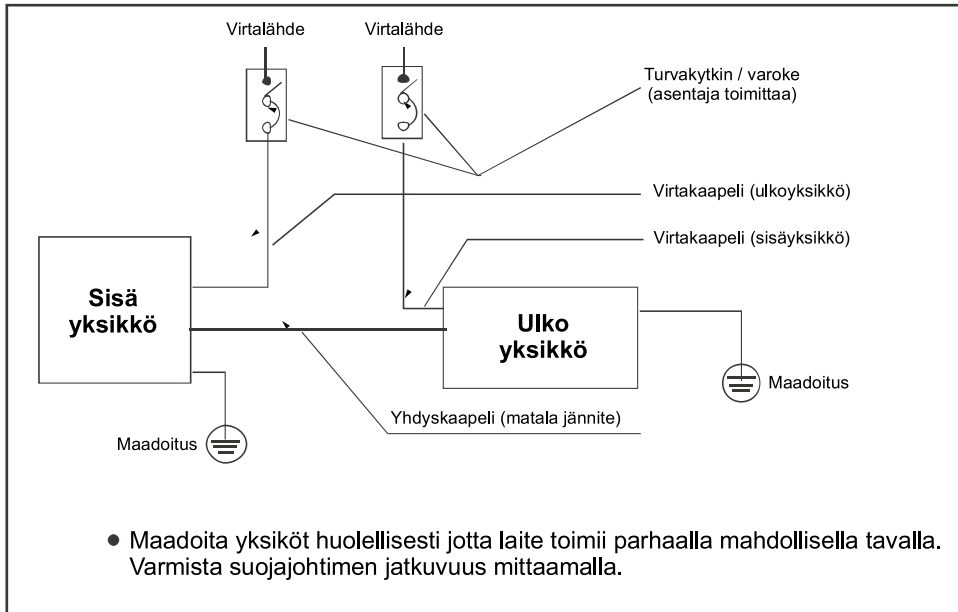 Virtalähde
Virtalähde
Turvakytkin / varoke
(asentaja toimittaa)
Virtakaapeli (ulkoyksikkö)
Virtakaapeli (sisäyksikkö)
Sisä
yksikkö
Ulko
yksikkö
Maadoitus
Yhdyskaapeli (matala jännite)
Maadoitus
● Maadoita yksiköt huolellisesti jotta laite toimii parhaalla mahdollisella tavalla.
Varmista suojajohtimen jatkuvuus mittaamalla.